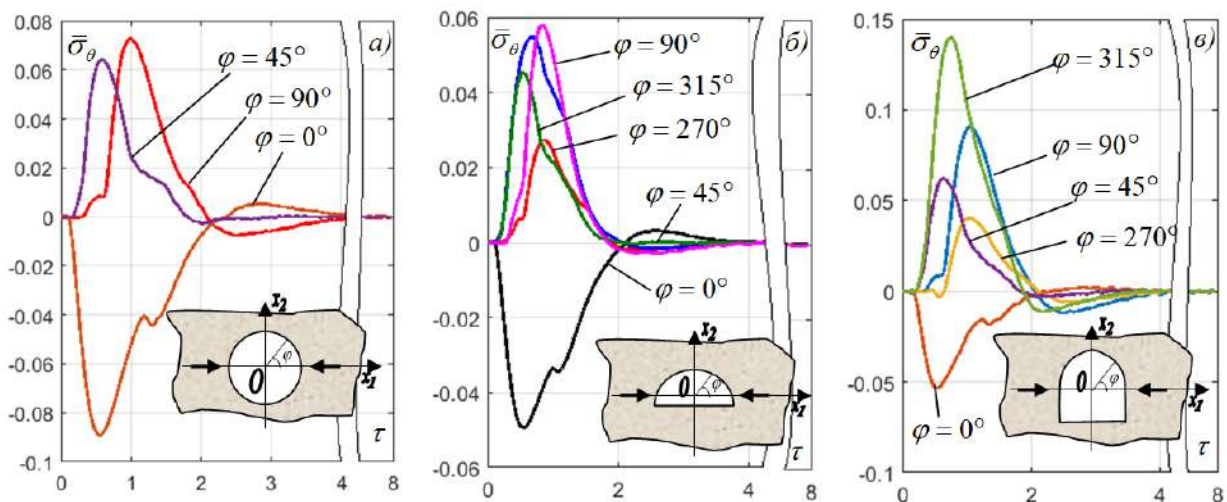 0.08
0.06
0.04
0.02
0
-0.02
-0.04
-0.06
-0.08
-0.1
0 1 2 3 4 8
σ̄θ
а)
φ = 45°
φ = 90°
φ = 0°
x2
φ
0
x1
τ
0.06
0.04
0.02
0
-0.02
-0.04
-0.06
0 2 4 8
σ̄θ
б)
φ = 90°
φ = 315°
φ = 270°
φ = 45°
φ = 0°
x2
φ
0
x1
τ
0.15
0.10
0.05
0
-0.05
-0.1
0 2 4 8
σ̄θ
в)
φ = 315°
φ = 90°
φ = 45°
φ = 270°
φ = 0°
x2
φ
0
x1
τ